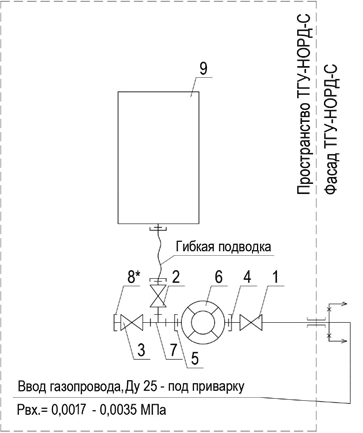 9
Пространство ТГУ-НОРД-С
Фасад ТГУ-НОРД-С
Гибкая подводка
8*
2
6
4
1
3
7
5
Ввод газопровода,Ду 25 - под приварку
Рвх.= 0,0017 - 0,0035 МПа